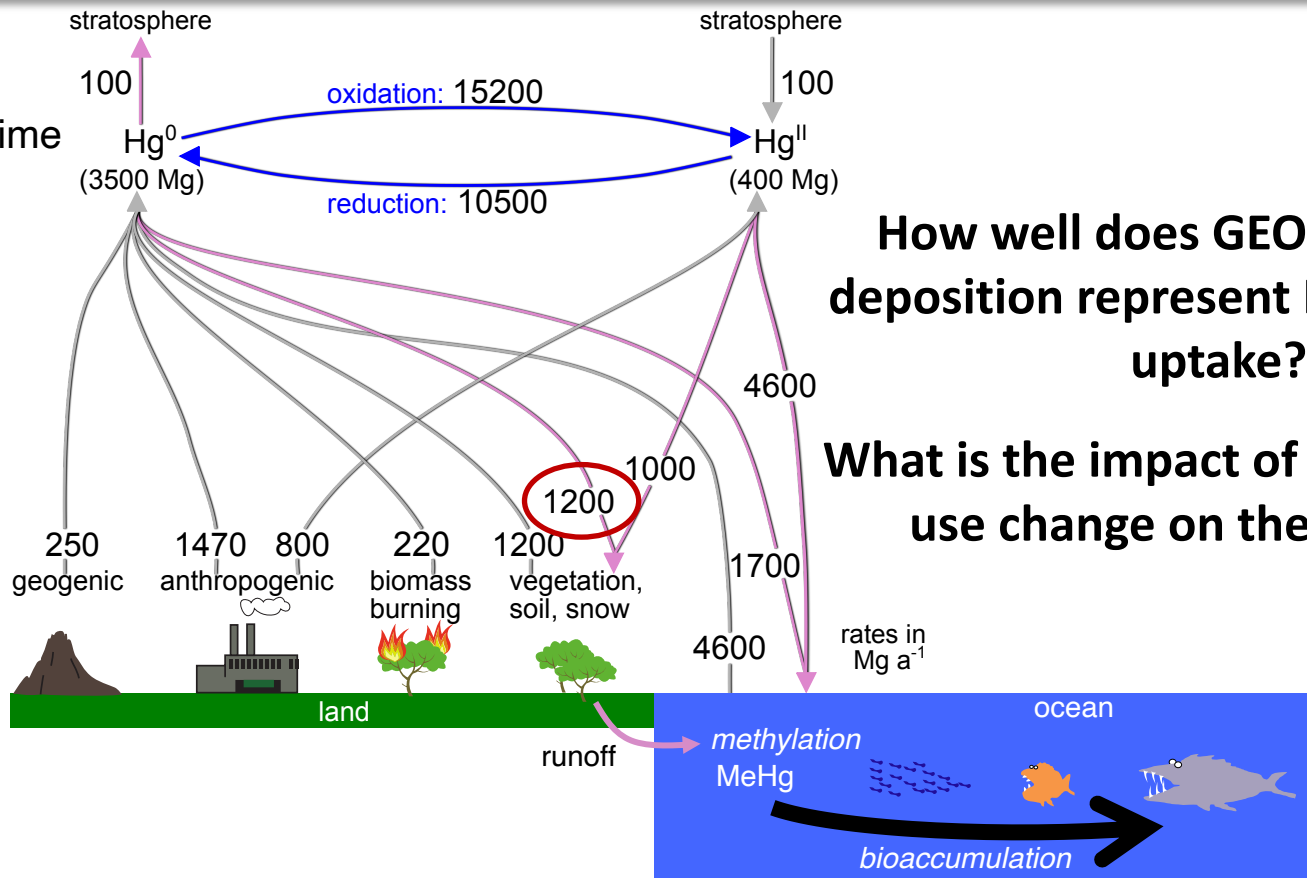 stratosphere
stratosphere
100
100
oxidation: 15200
Hg⁰
Hgᴵᴵ
(3500 Mg)
(400 Mg)
reduction: 10500
How well does GEO
deposition represent
uptake?
4600
1000
1200
What is the impact of
use change on the
250
1470
800
220
1200
1700
geogenic
anthropogenic
biomass
burning
vegetation,
soil, snow
4600
rates in
Mg a⁻¹
land
ocean
runoff
methylation
MeHg
bioaccumulation